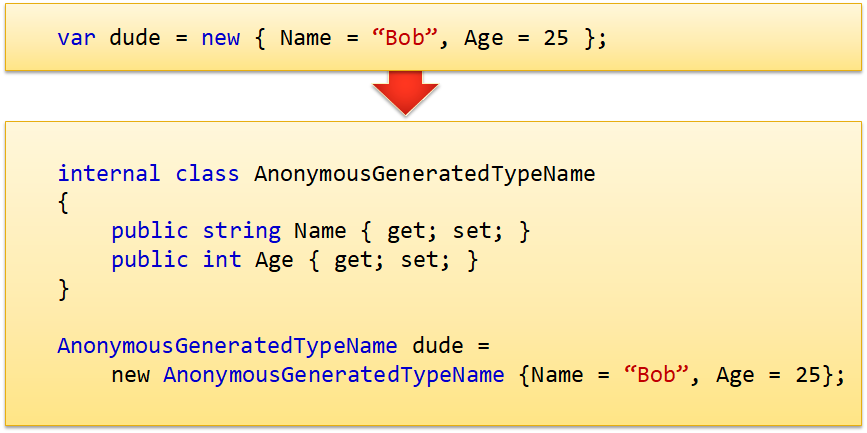 var dude = new { Name = “Bob”, Age = 25 };
internal class AnonymousGeneratedTypeName
{
public string Name { get; set; }
public int Age { get; set; }
}
AnonymousGeneratedTypeName dude =
new AnonymousGeneratedTypeName {Name = “Bob”, Age = 25};